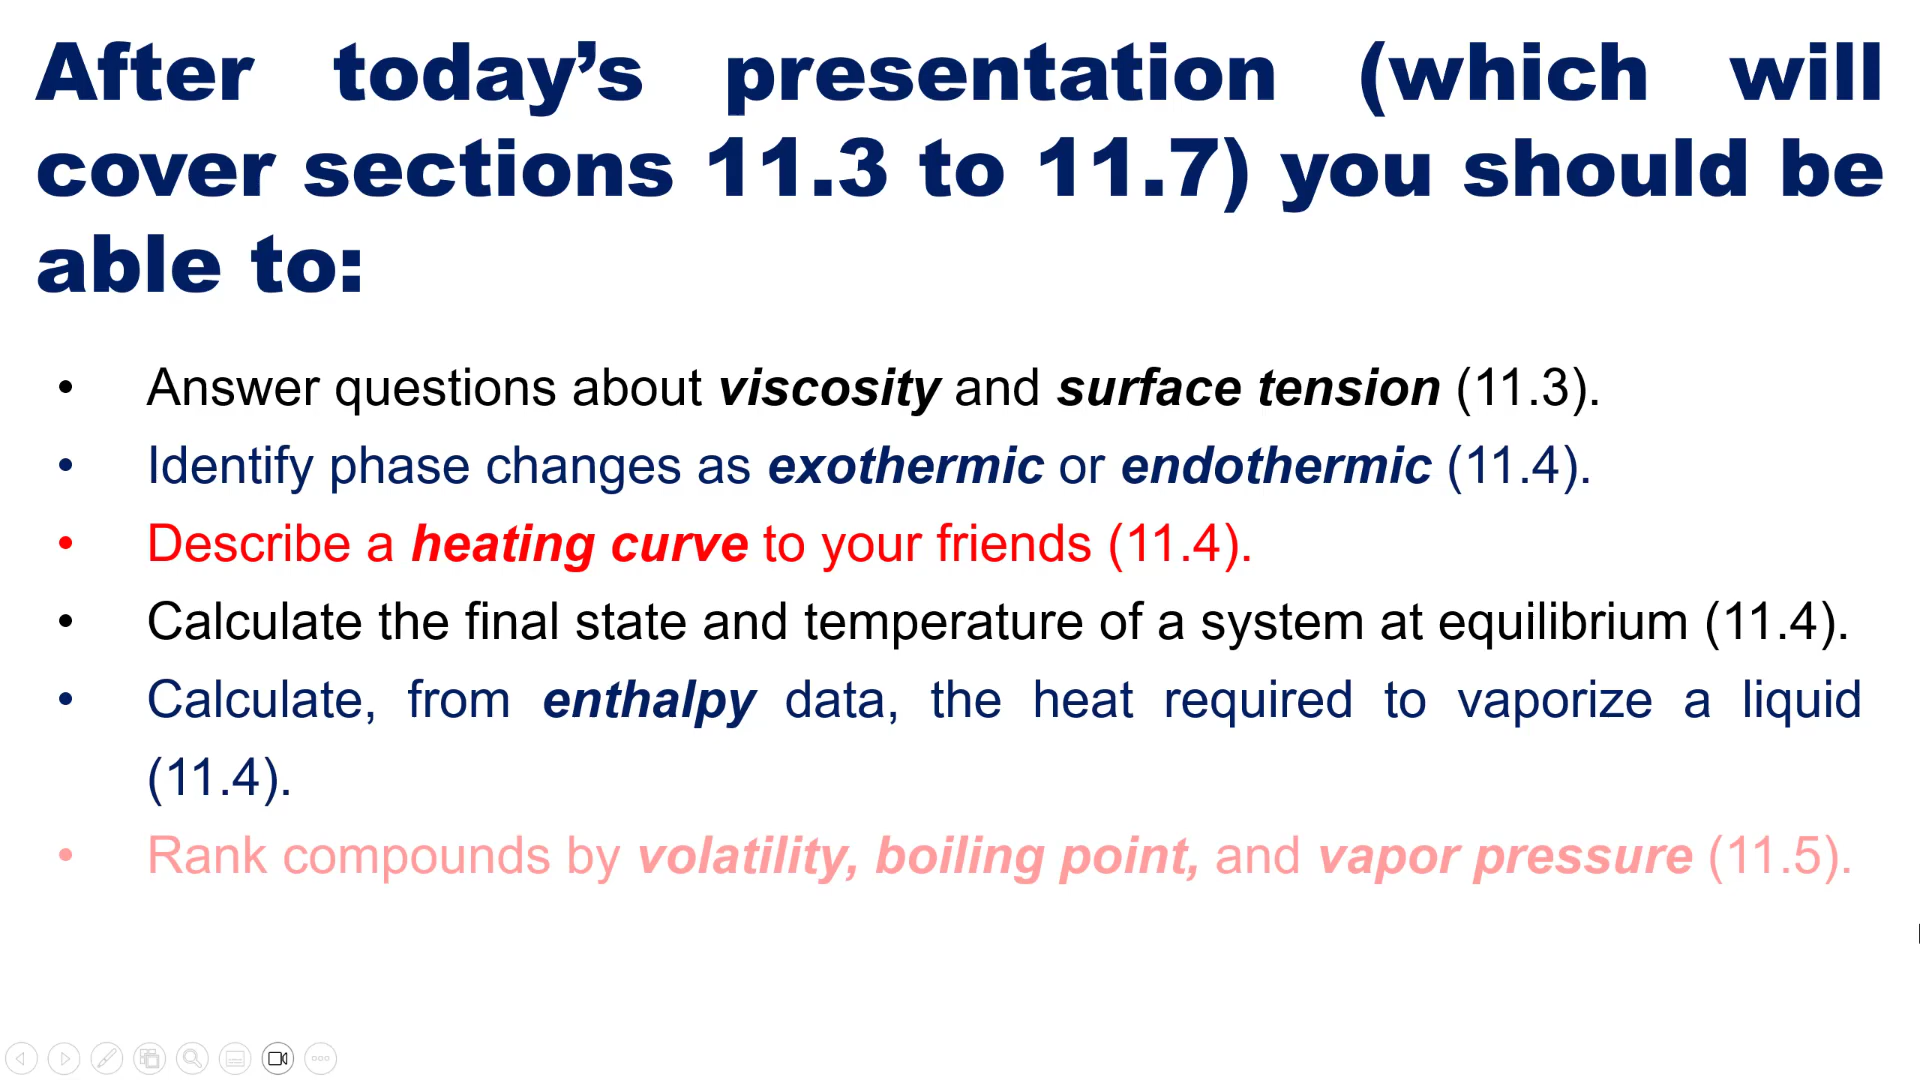 After today’s presentation (which will
cover sections 11.3 to 11.7) you should be
able to:
• Answer questions about viscosity and surface tension (11.3).
• Identify phase changes as exothermic or endothermic (11.4).
• Describe a heating curve to your friends (11.4).
• Calculate the final state and temperature of a system at equilibrium (11.4).
• Calculate, from enthalpy data, the heat required to vaporize a liquid
(11.4).
• Rank compounds by volatility, boiling point, and vapor pressure (11.5).